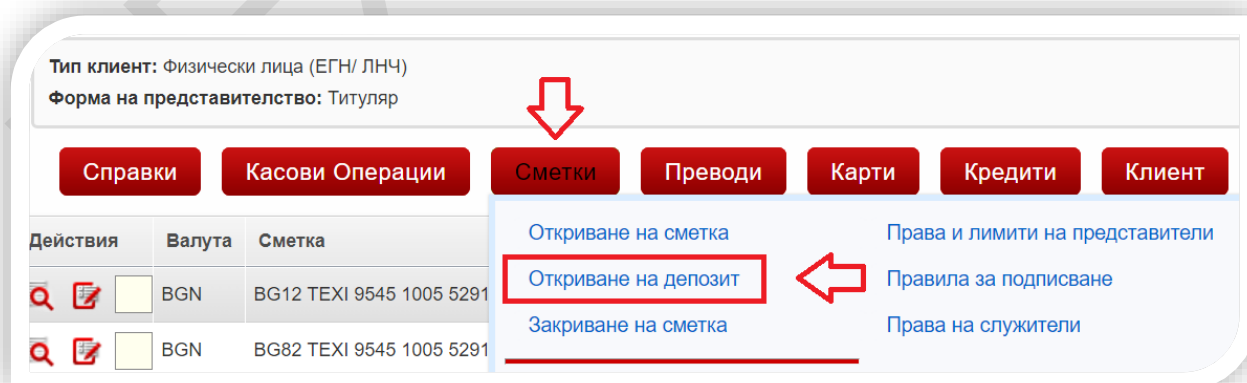 Тип клиент: Физически лица (ЕГН/ ЛНЧ)
Форма на представителство: Титуляр
Справки Касови Операции Сметки Преводи Карти Кредити Клиент
Действия Валута Сметка
Откриване на сметка Права и лимити на представители
Откриване на депозит Правила за подписване
BGN BG12 TEXI 9545 1005 5291
Закриване на сметка Права на служители
BGN BG82 TEXI 9545 1005 5291